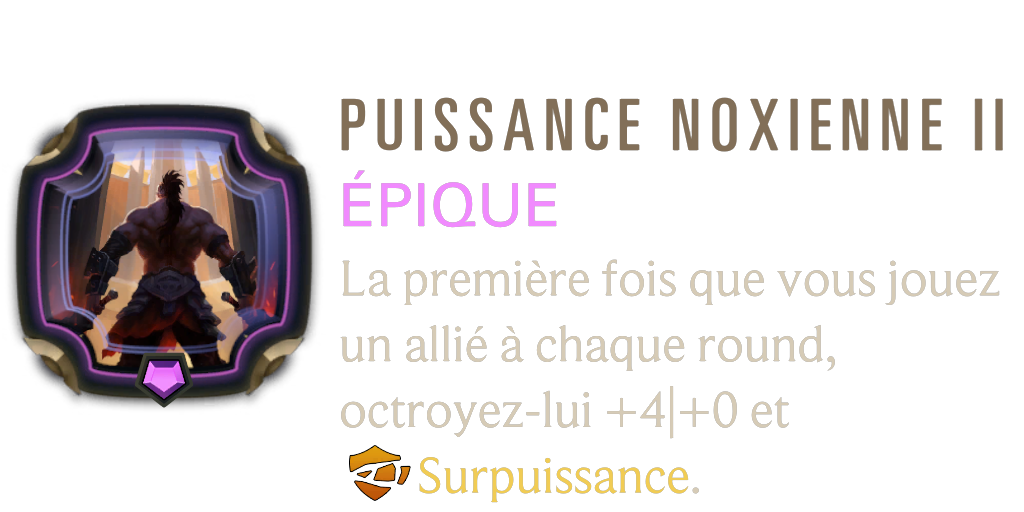 PUISSANCE NOXIENNE II
ÉPIQUE
La première fois que vous jouez
un allié à chaque round,
octroyez-lui +4|+0 et
Surpuissance.